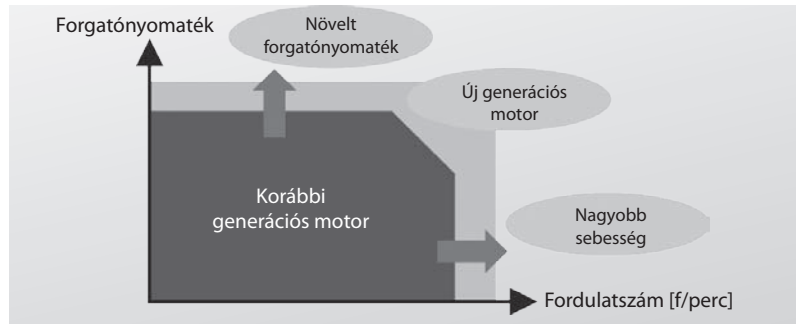 Forgatónyomaték
Növelt
forgatónyomaték
Új generációs
motor
Korábbi
generációs motor
Nagyobb
sebesség
Fordulatszám [f/perc]